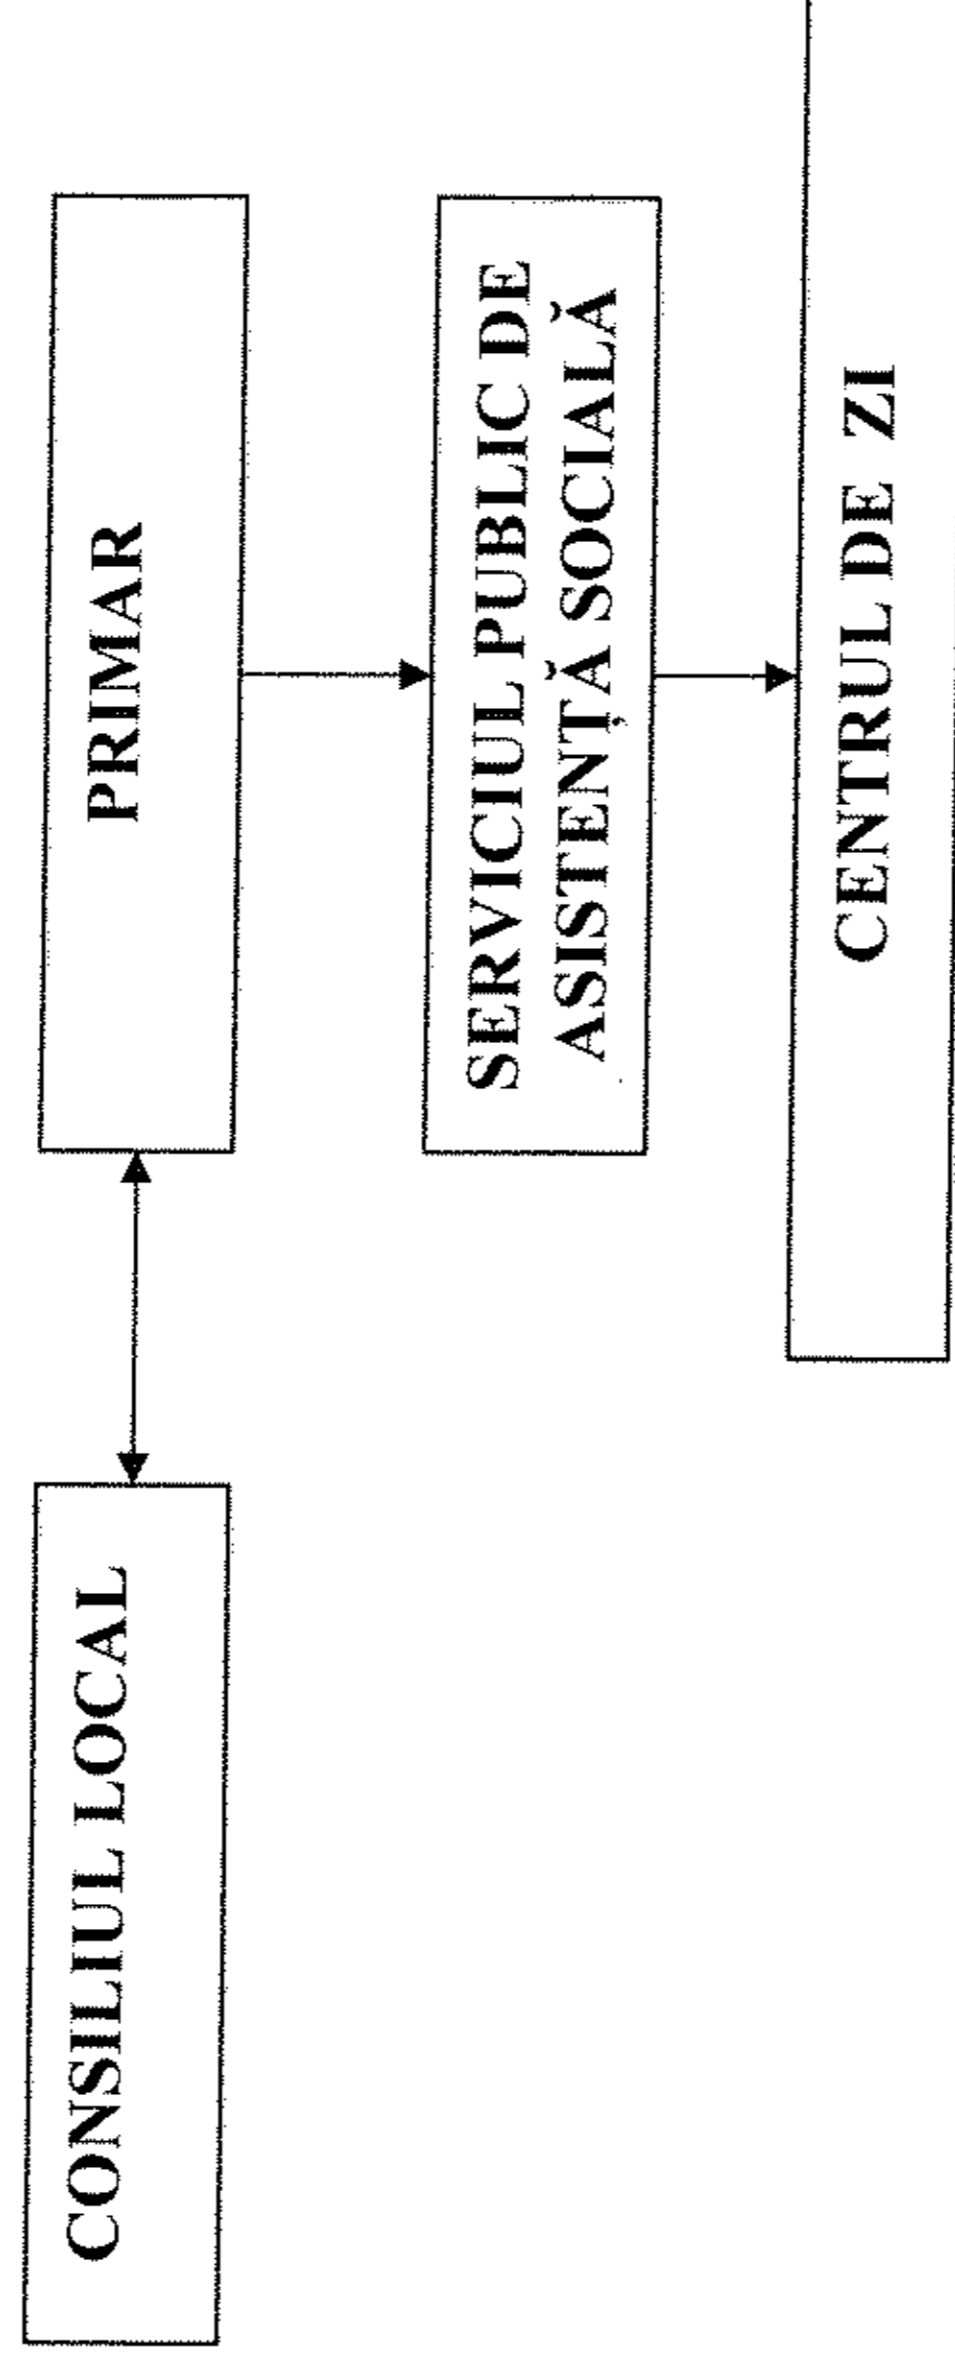 CONSILIUL LOCAL
PRIMAR
SERVICIUL PUBLIC DE
ASISTENȚĂ SOCIALĂ
CENTRUL DE ZI